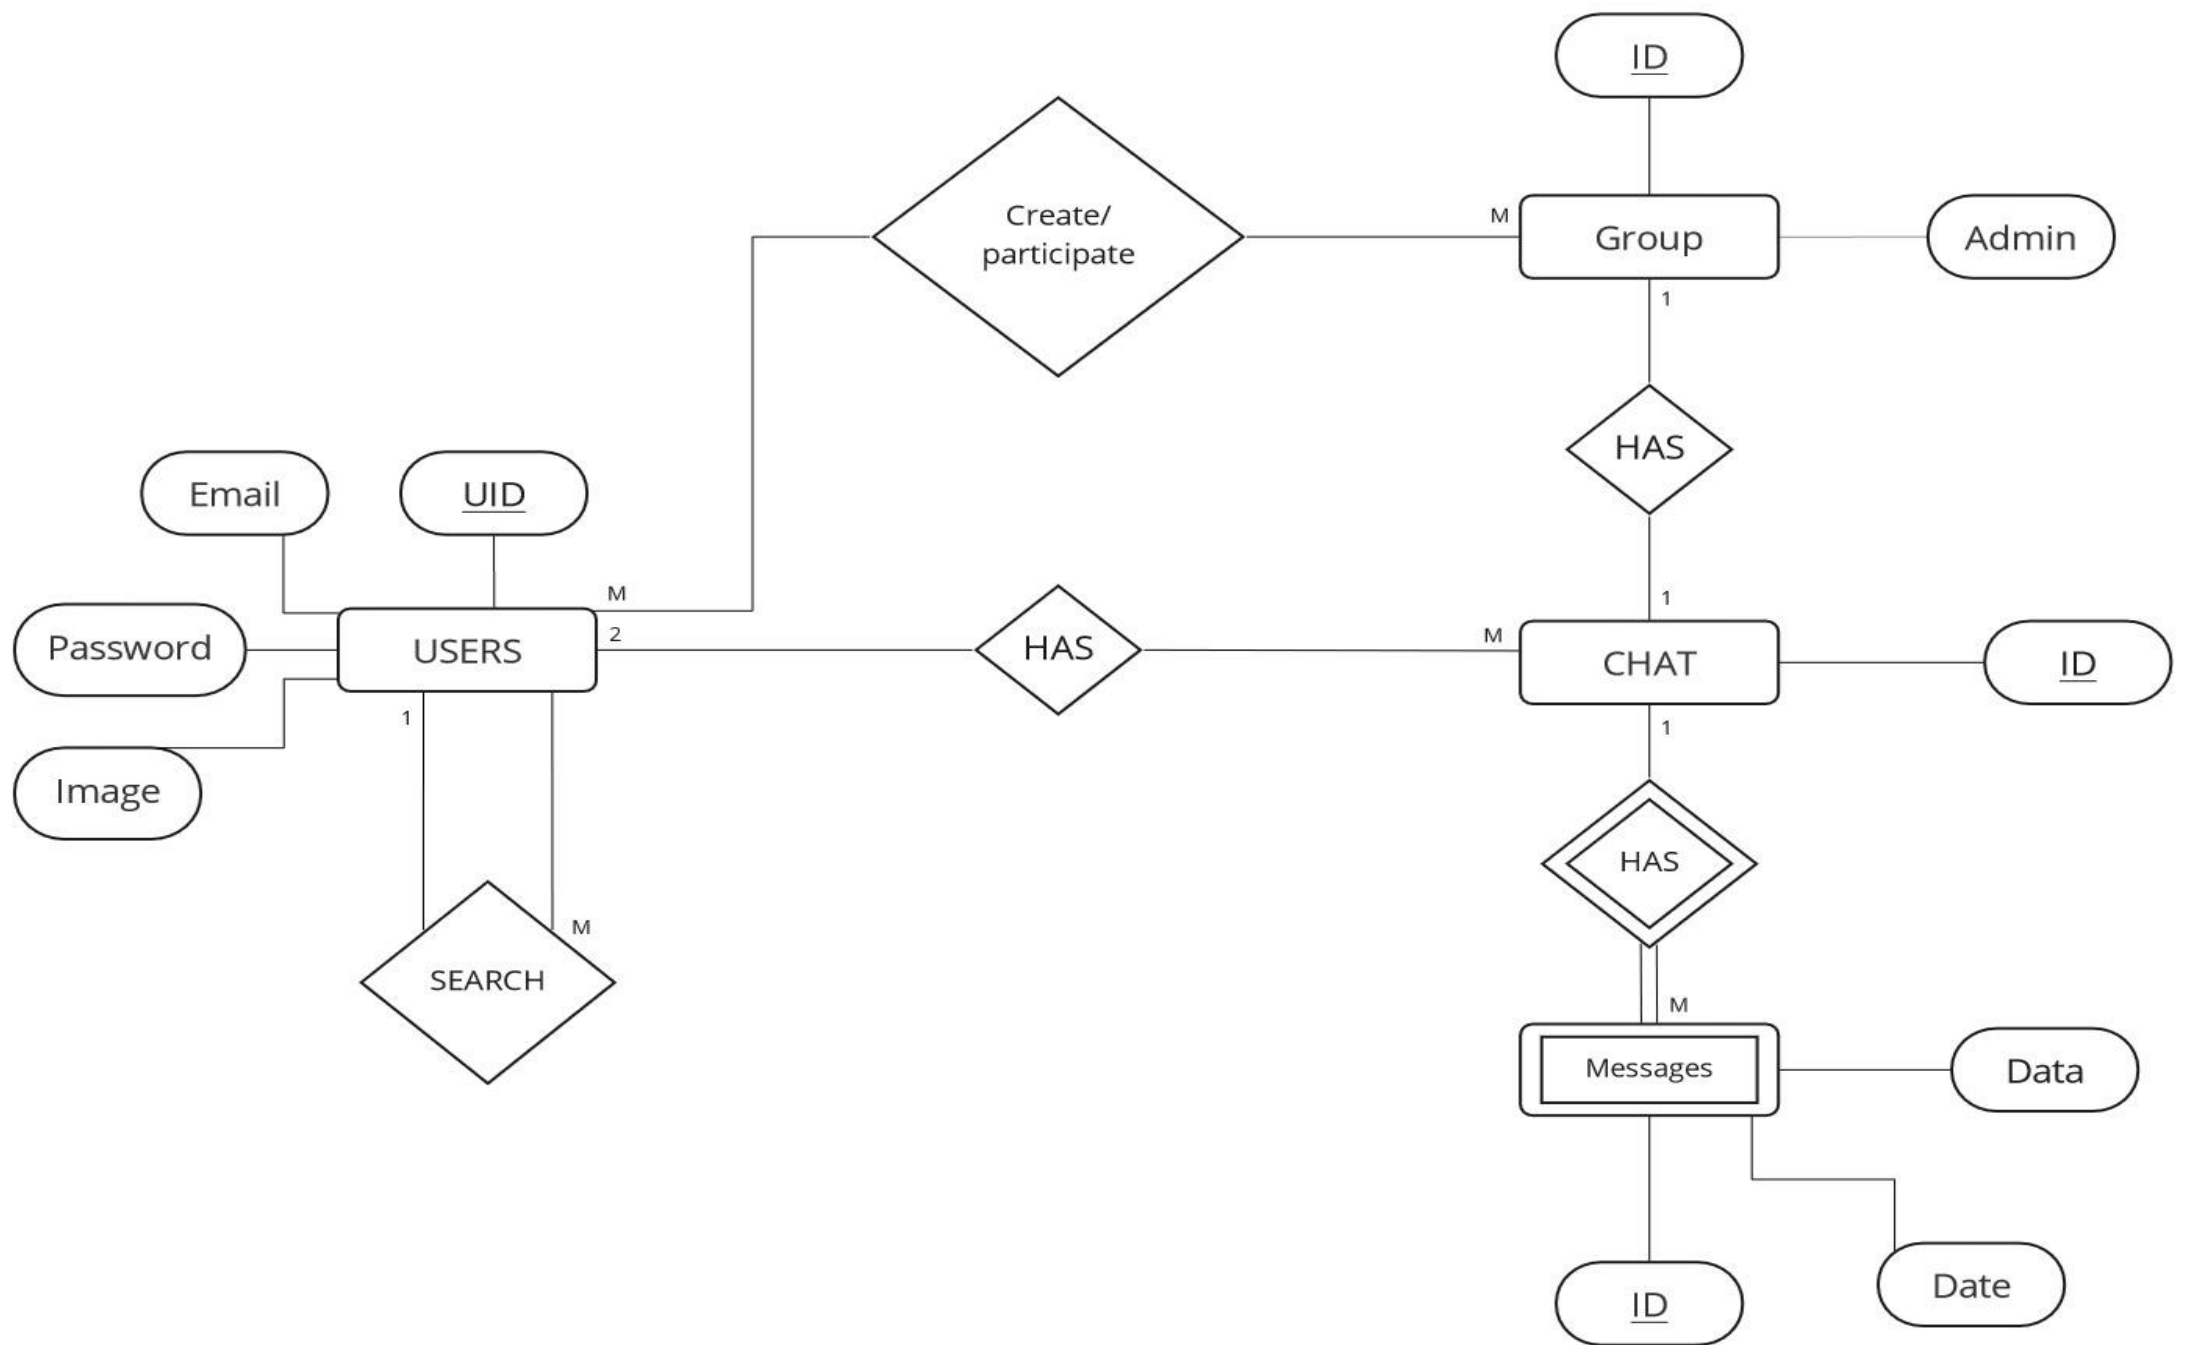 ID
Create/
participate
M
Group
Admin
1
HAS
Email
UID
M
1
Password
USERS
2
HAS
M
CHAT
ID
1
1
Image
HAS
M
SEARCH
M
Messages
Data
ID
Date